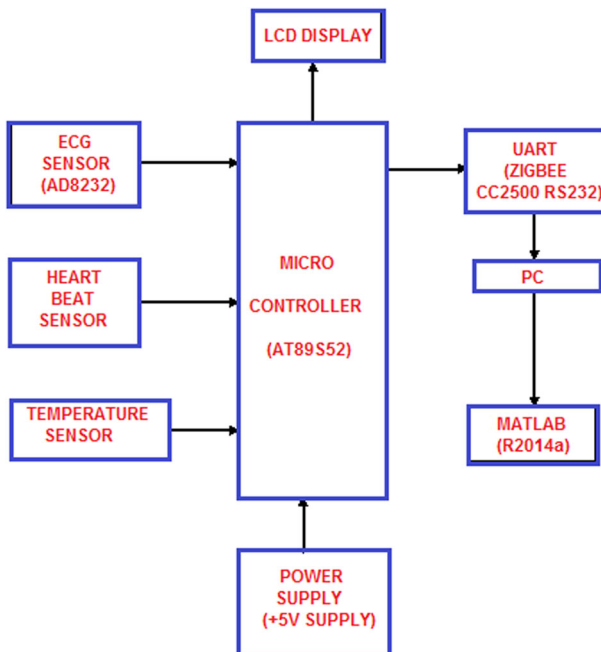 LCD DISPLAY
ECG
SENSOR
(AD8232)
HEART
BEAT
SENSOR
TEMPERATURE
SENSOR
MICRO
CONTROLLER
(AT89S52)
UART
(ZIGBEE
CC2500 RS232)
PC
MATLAB
(R2014a)
POWER
SUPPLY
(+5V SUPPLY)